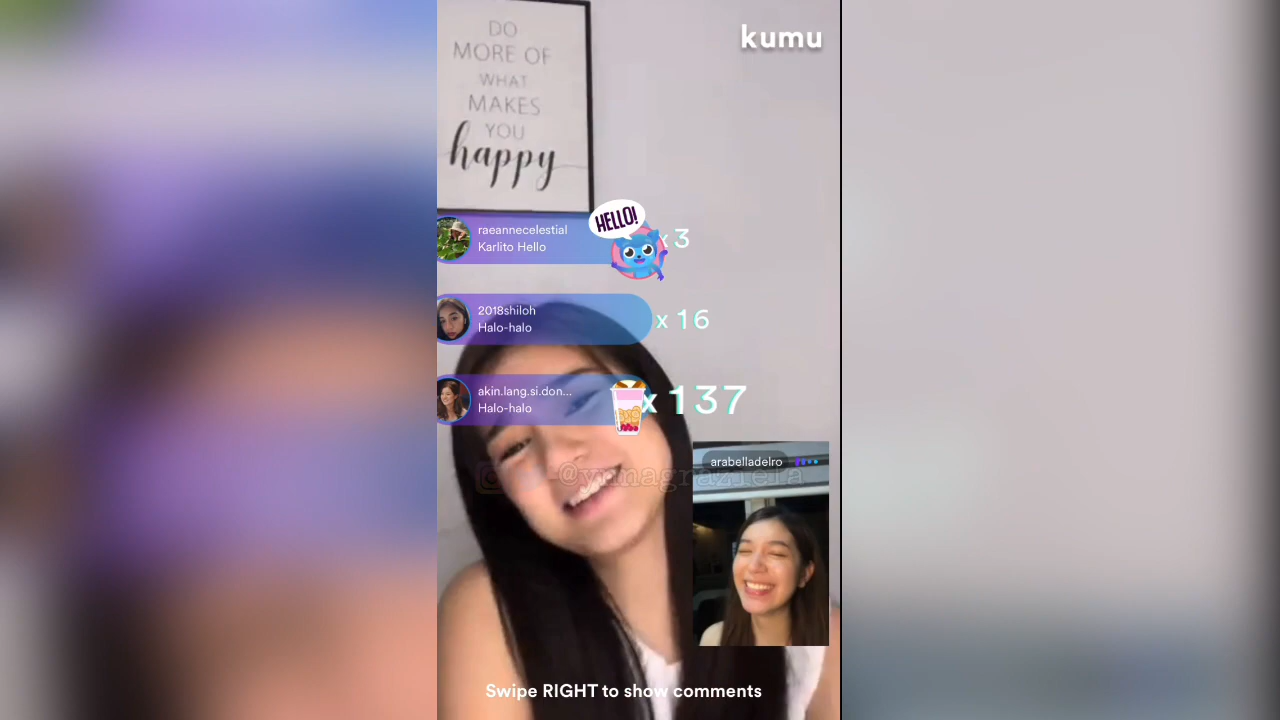 kumu
DO
MORE OF
WHAT
MAKES
YOU
happy
HELLO!
raeannecelestial
Karlito Hello
x 3
2018shiloh
Halo-halo
x 16
akin.lang.si.don...
Halo-halo
x 137
arabelladelro
@ynnagraziela
Swipe RIGHT to show comments